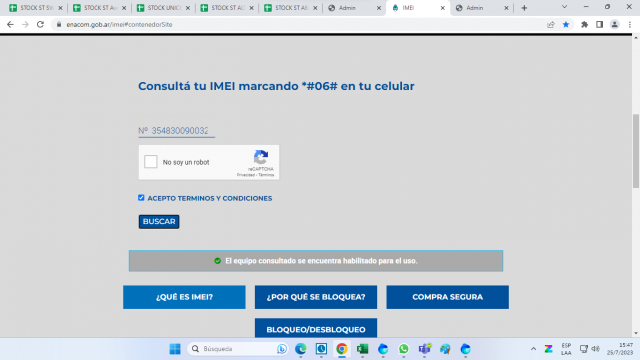 STOCK ST SV
STOCK ST A
STOCK UNIC
STOCK ST A
STOCK ST A
Admin
IMEI
Admin
enacom.gob.ar/imei#contenedorSite
Consultá tu IMEI marcando *#06# en tu celular
Nº 354830090032
No soy un robot
reCAPTCHA
Privacidad - Términos
ACEPTO TERMINOS Y CONDICIONES
BUSCAR
El equipo consultado se encuentra habilitado para el uso.
¿QUÉ ES IMEI?
¿POR QUÉ SE BLOQUEA?
COMPRA SEGURA
BLOQUEO/DESBLOQUEO
Búsqueda
ESP
LAA
15:47
25/7/2023